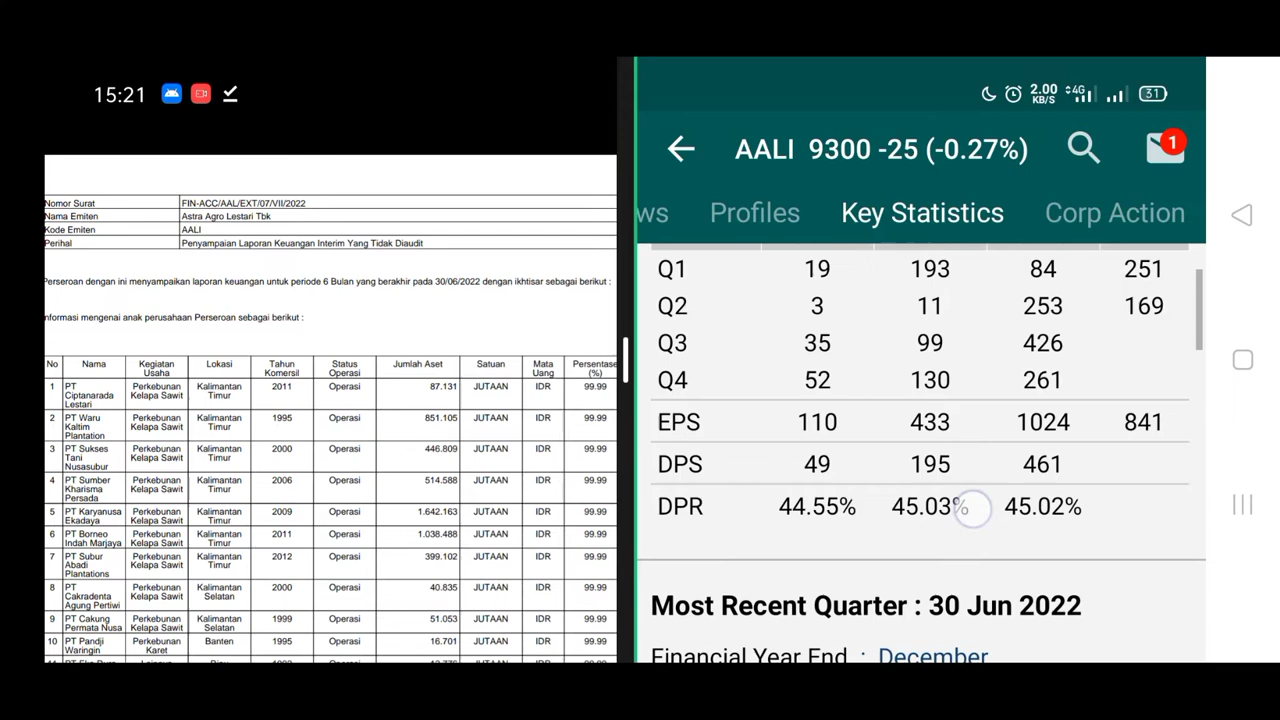 15:21
Nomor Surat FIN-ACC/AAL/EXT/07/VII/2022
Nama Emiten Astra Agro Lestari Tbk
Kode Emiten AALI
Perihal Penyampaian Laporan Keuangan Interim Yang Tidak Diaudit
Perseroan dengan ini menyampaikan laporan keuangan untuk periode 6 Bulan yang berakhir pada 30/06/2022 dengan ikhtisar sebagai berikut :
nformasi mengenai anak perusahaan Perseroan sebagai berikut :
No Nama Kegiatan Usaha Lokasi Tahun Komersil Status Operasi Jumlah Aset Satuan Mata Uang Persentase (%)
1 PT Ciptanarada Lestari Perkebunan Kelapa Sawit Kalimantan Timur 2011 Operasi 87.131 JUTAAN IDR 99.99
2 PT Waru Kaltim Plantation Perkebunan Kelapa Sawit Kalimantan Timur 1995 Operasi 851.105 JUTAAN IDR 99.99
3 PT Sukses Tani Nusasubur Perkebunan Kelapa Sawit Kalimantan Timur 2000 Operasi 446.809 JUTAAN IDR 99.99
4 PT Sumber Kharisma Persada Perkebunan Kelapa Sawit Kalimantan Timur 2006 Operasi 514.588 JUTAAN IDR 99.99
5 PT Karyanusa Ekadaya Perkebunan Kelapa Sawit Kalimantan Timur 2009 Operasi 1.642.163 JUTAAN IDR 99.99
6 PT Borneo Indah Marjaya Perkebunan Kelapa Sawit Kalimantan Timur 2011 Operasi 1.038.488 JUTAAN IDR 99.99
7 PT Subur Abadi Plantations Perkebunan Kelapa Sawit Kalimantan Timur 2012 Operasi 399.102 JUTAAN IDR 99.99
8 PT Cakradenta Agung Pertiwi Perkebunan Kelapa Sawit Kalimantan Selatan 2000 Operasi 40.835 JUTAAN IDR 99.99
9 PT Cakung Permata Nusa Perkebunan Kelapa Sawit Kalimantan Selatan 1999 Operasi 51.053 JUTAAN IDR 99.99
10 PT Pandji Waringin Perkebunan Karet Banten 1995 Operasi 16.701 JUTAAN IDR 99.99
2.00 KB/S 4G 31
AALI 9300 -25 (-0.27%) 1
ws Profiles Key Statistics Corp Action
Q1 19 193 84 251
Q2 3 11 253 169
Q3 35 99 426
Q4 52 130 261
EPS 110 433 1024 841
DPS 49 195 461
DPR 44.55% 45.03% 45.02%
Most Recent Quarter : 30 Jun 2022
Financial Year End : December